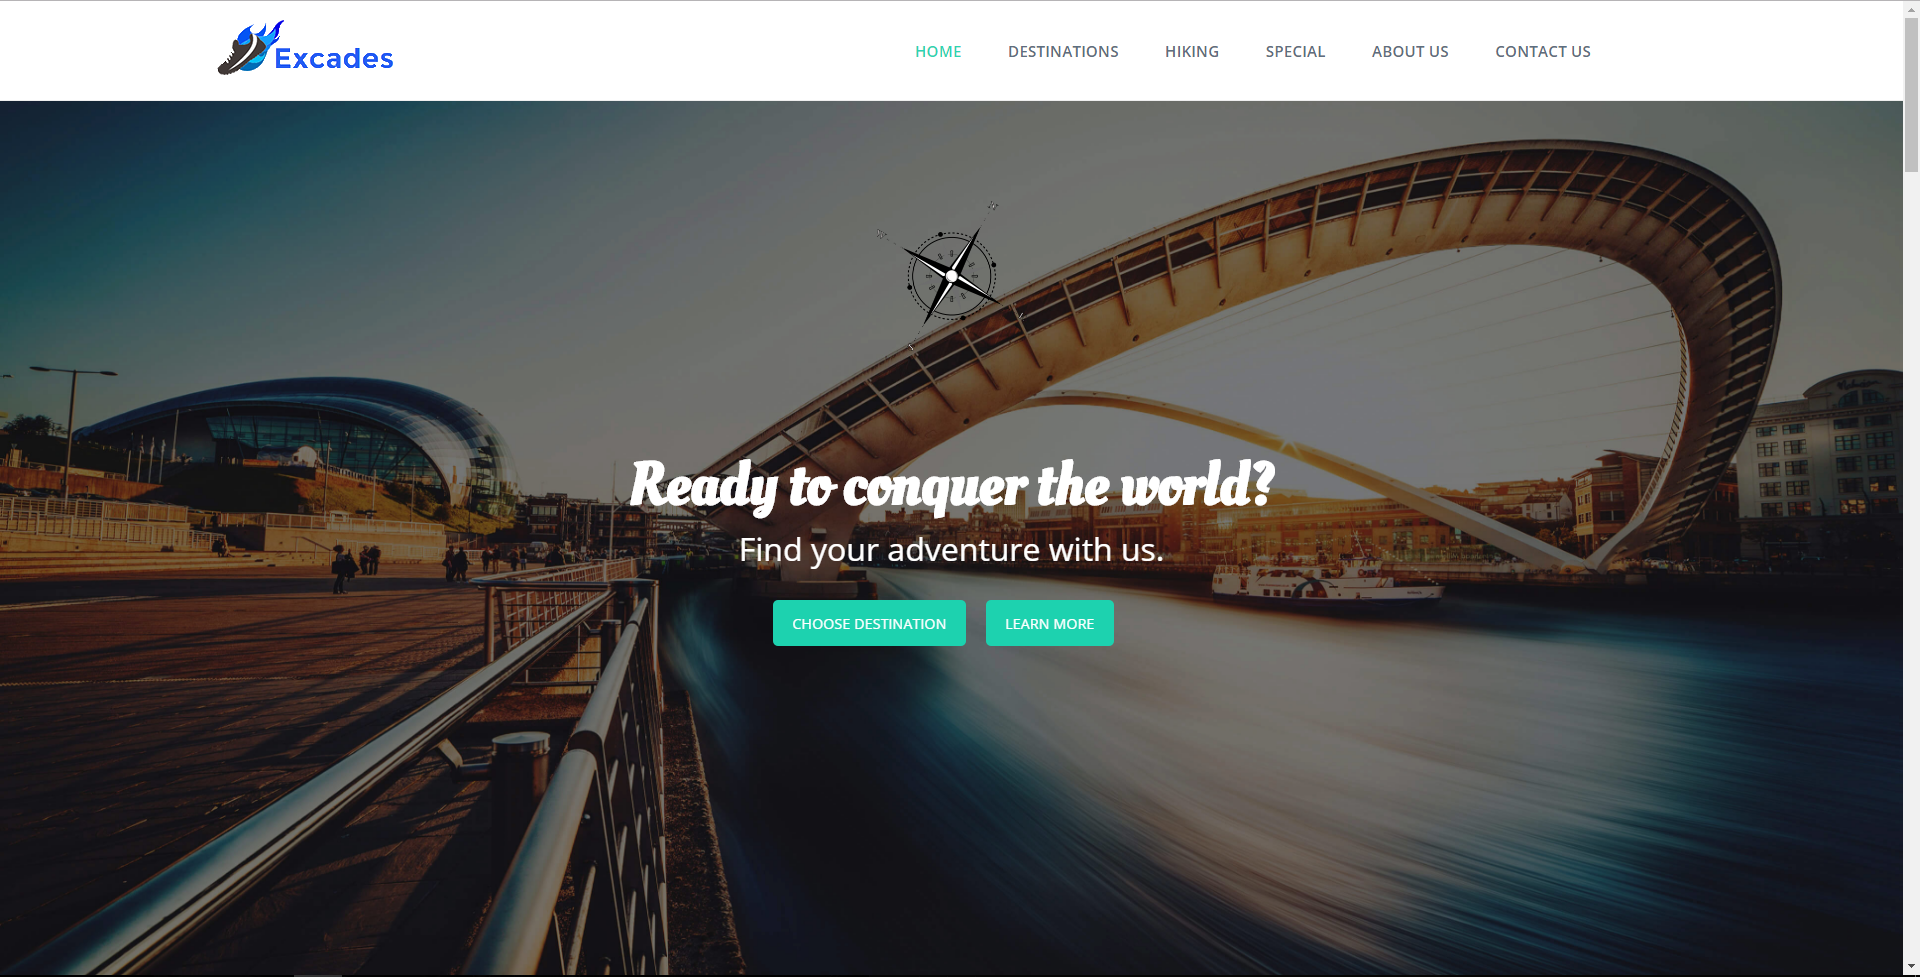 Excades
HOME DESTINATIONS HIKING SPECIAL ABOUT US CONTACT US
Ready to conquer the world?
Find your adventure with us.
CHOOSE DESTINATION LEARN MORE